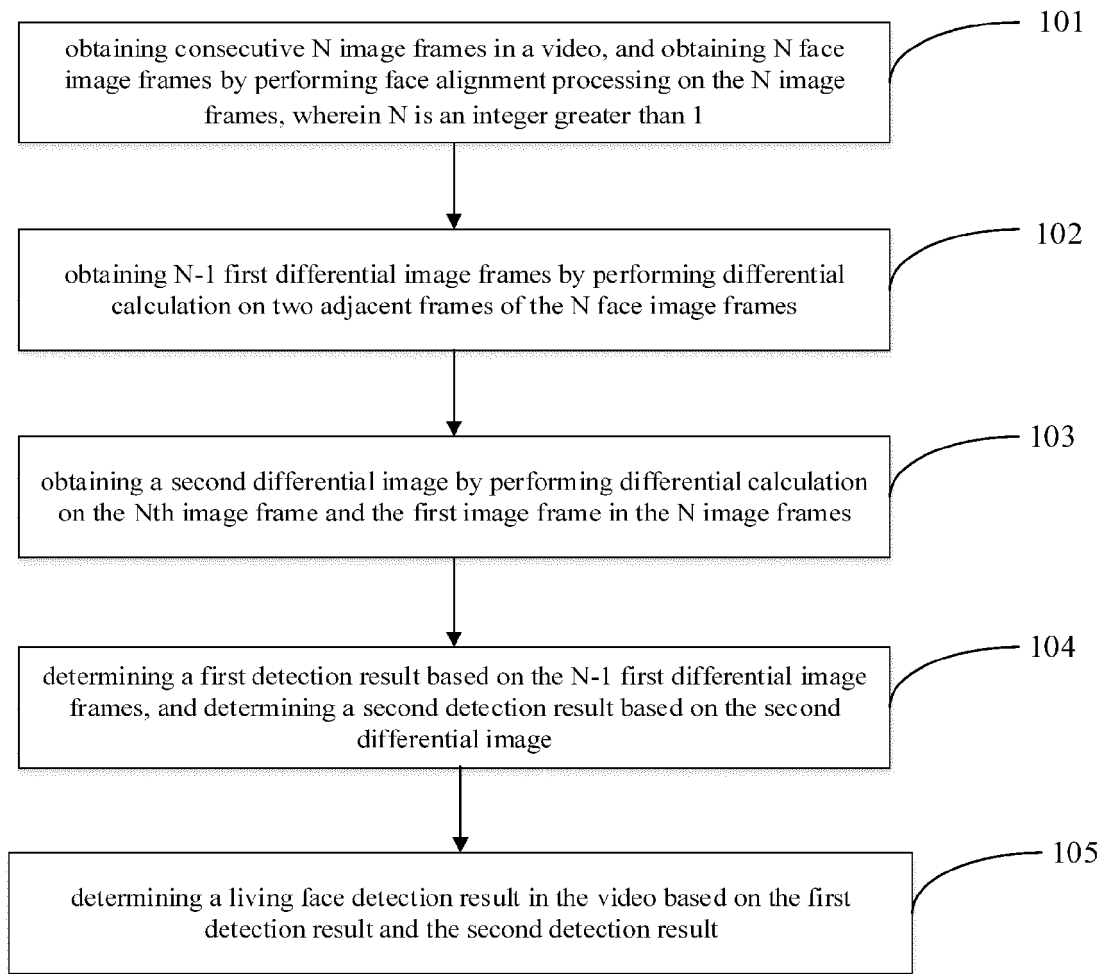 101
obtaining consecutive N image frames in a video, and obtaining N face
image frames by performing face alignment processing on the N image
frames, wherein N is an integer greater than 1
102
obtaining N-1 first differential image frames by performing differential
calculation on two adjacent frames of the N face image frames
103
obtaining a second differential image by performing differential calculation
on the Nth image frame and the first image frame in the N image frames
104
determining a first detection result based on the N-1 first differential image
frames, and determining a second detection result based on the second
differential image
105
determining a living face detection result in the video based on the first
detection result and the second detection result